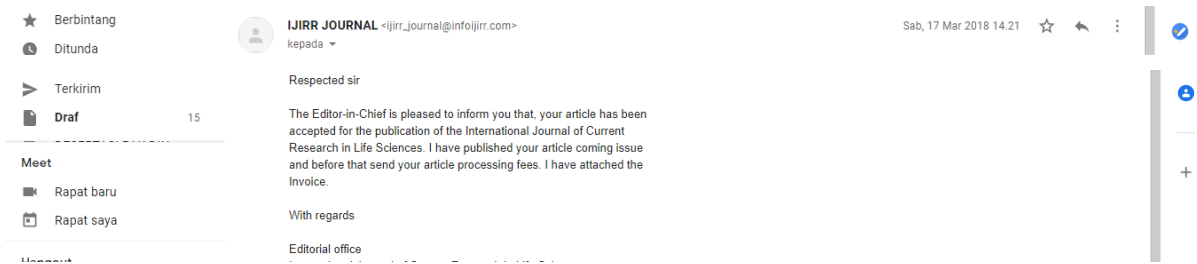 Berbintang
Ditunda
Terkirim
Draf 15
Meet
Rapat baru
Rapat saya
IJIRR JOURNAL <ijirr_journal@infoijirr.com>
Sab, 17 Mar 2018 14.21
kepada
Respected sir
The Editor-in-Chief is pleased to inform you that, your article has been
accepted for the publication of the International Journal of Current
Research in Life Sciences. I have published your article coming issue
and before that send your article processing fees. I have attached the
Invoice.
With regards
Editorial office